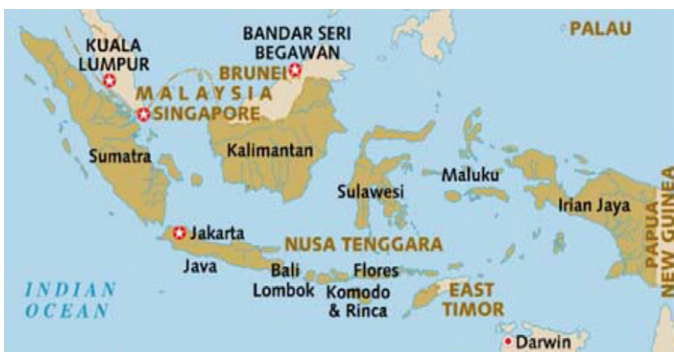 PALAU
KUALA
LUMPUR
BANDAR SERI
BEGAWAN
BRUNEI
MALAYSIA
SINGAPORE
Sumatra
Kalimantan
Sulawesi
Maluku
Irian Jaya
PAPUA
NEW GUINEA
Jakarta
NUSA TENGGARA
Java
Bali
Lombok
Flores
Komodo
& Rinca
EAST
TIMOR
INDIAN
OCEAN
Darwin